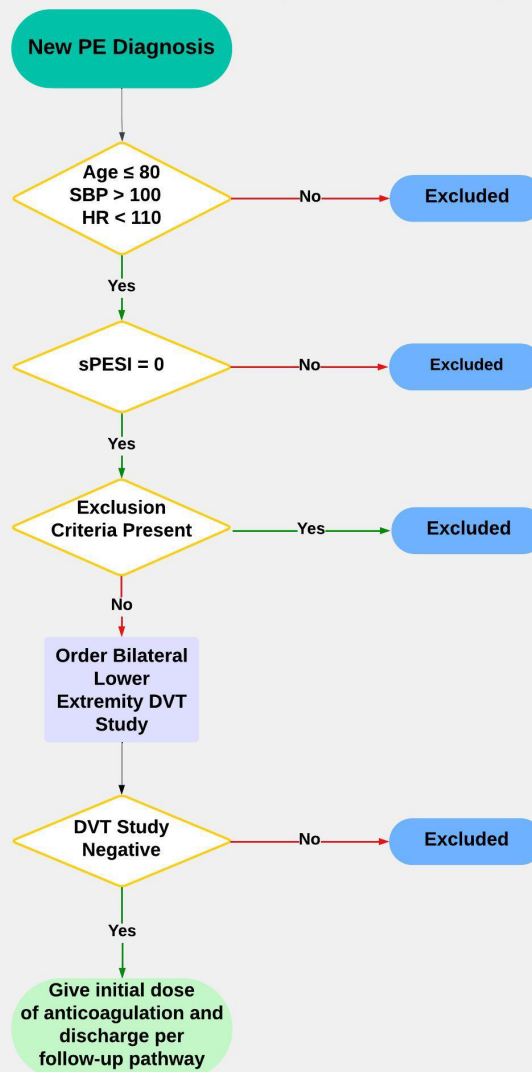 New PE Diagnosis
Age ≤ 80
SBP > 100
HR < 110
No
Excluded
Yes
sPESI = 0
No
Excluded
Yes
Exclusion
Criteria Present
Yes
Excluded
No
Order Bilateral
Lower
Extremity DVT
Study
DVT Study
Negative
No
Excluded
Yes
Give initial dose
of anticoagulation and
discharge per
follow-up pathway